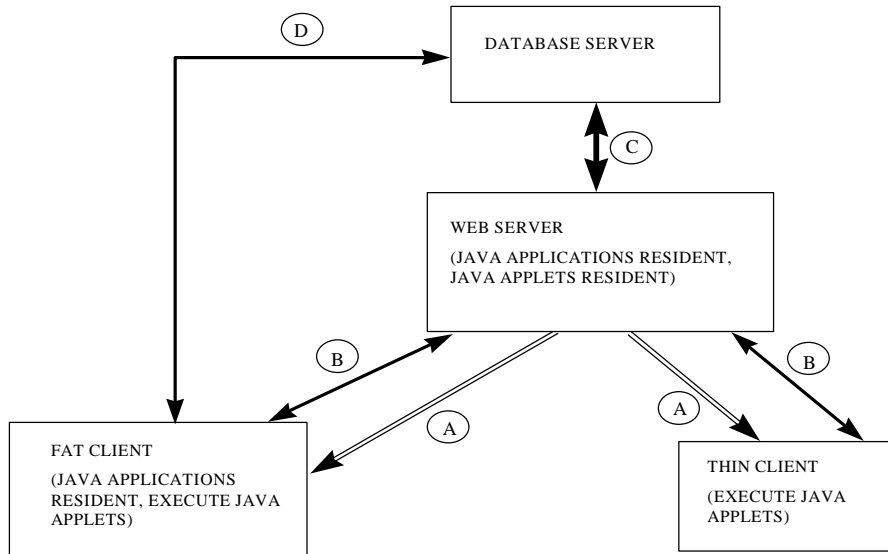 D
DATABASE SERVER
C
WEB SERVER
(JAVA APPLICATIONS RESIDENT,
JAVA APPLETS RESIDENT)
B
B
A
A
FAT CLIENT
(JAVA APPLICATIONS
RESIDENT, EXECUTE JAVA
APPLETS)
THIN CLIENT
(EXECUTE JAVA
APPLETS)